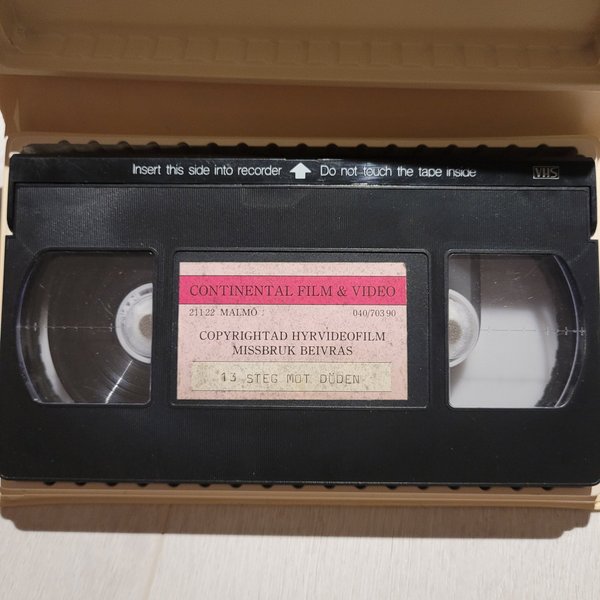 Insert this side into recorder ⬆ Do not touch the tape inside VHS
CONTINENTAL FILM & VIDEO
211 22 MALMÖ : 040/703 90
COPYRIGHTAD HYRVIDEOFILM
MISSBRUK BEIVRAS
13 STEG MOT DÜDEN